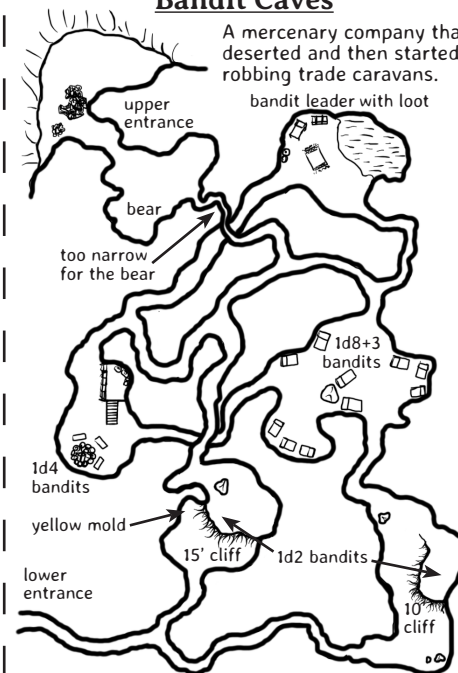 Bandit Caves
A mercenary company tha
deserted and then started
robbing trade caravans.
bandit leader with loot
upper
entrance
bear
too narrow
for the bear
1d8+3
bandits
1d4
bandits
yellow mold
15' cliff
1d2 bandits
lower
entrance
10'
cliff